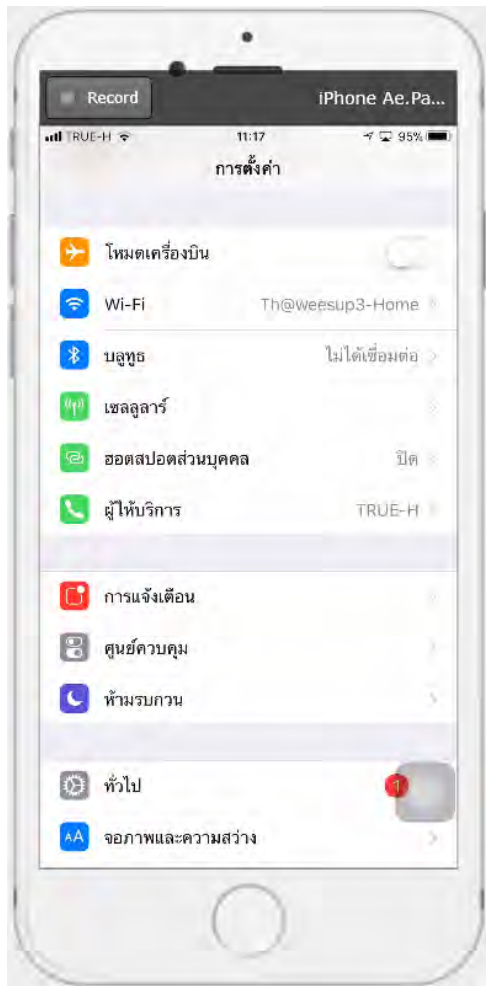 Record iPhone Ae.Pa...
TRUE-H 11:17 95%
การตั้งค่า
โหมดเครื่องบิน
Wi-Fi Th@weesup3-Home
บลูทูธ ไม่ได้เชื่อมต่อ
เซลลูลาร์
ฮอตสปอตส่วนบุคคล ปิด
ผู้ให้บริการ TRUE-H
การแจ้งเตือน
ศูนย์ควบคุม
ห้ามรบกวน
ทั่วไป 1
AA จอภาพและความสว่าง